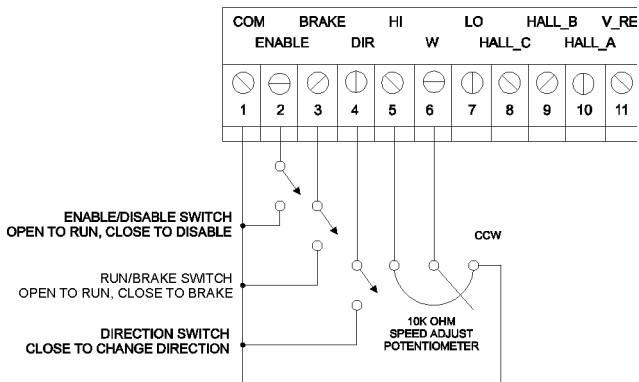 COM BRAKE HI LO HALL_B V_RE
ENABLE DIR W HALL_C HALL_A
1 2 3 4 5 6 7 8 9 10 11
ENABLE/DISABLE SWITCH
OPEN TO RUN, CLOSE TO DISABLE
CCW
RUN/BRAKE SWITCH
OPEN TO RUN, CLOSE TO BRAKE
DIRECTION SWITCH
CLOSE TO CHANGE DIRECTION
10K OHM
SPEED ADJUST
POTENTIOMETER